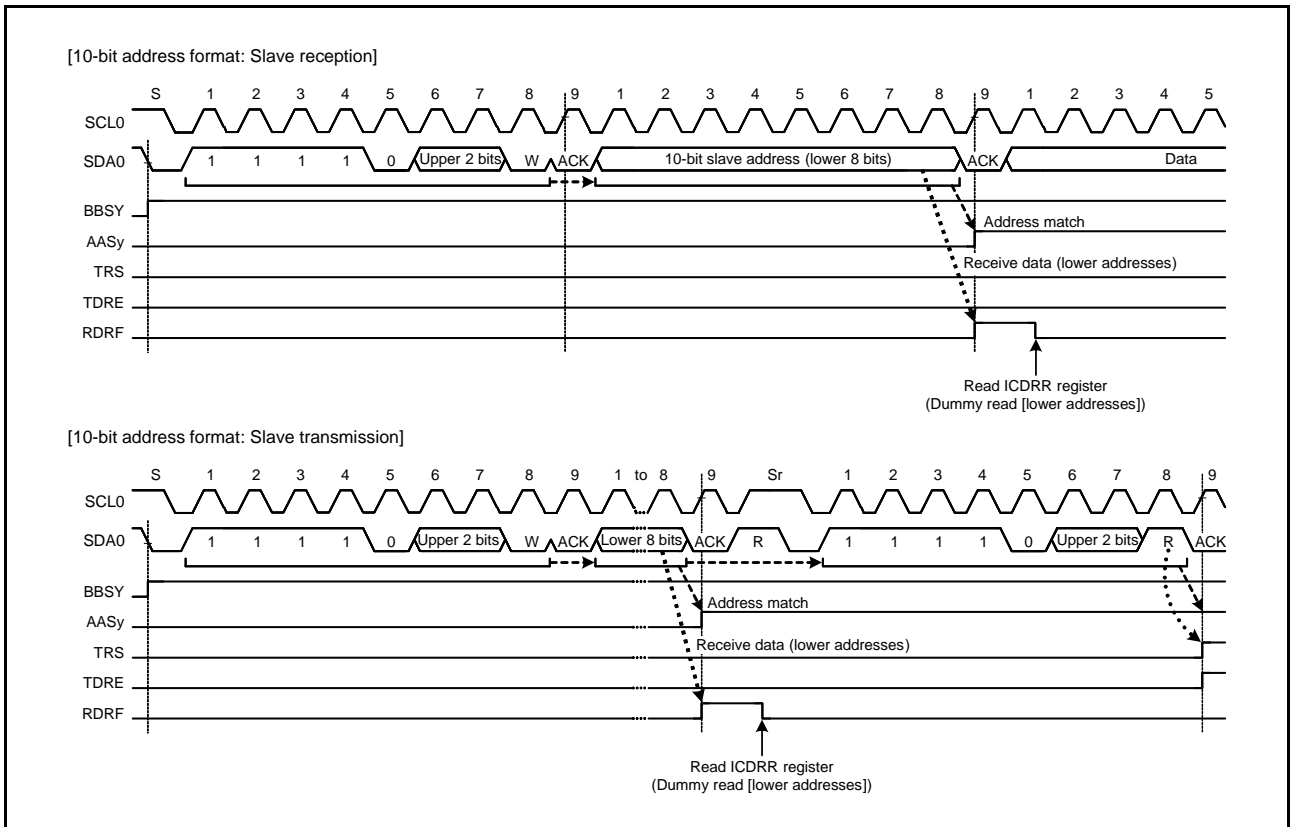 [10-bit address format: Slave reception]
S 1 2 3 4 5 6 7 8 9 1 2 3 4 5 6 7 8 9 1 2 3 4 5
SCL0
SDA0 1 1 1 1 0 Upper 2 bits W ACK 10-bit slave address (lower 8 bits) ACK Data
BBSY
Address match
AASy
Receive data (lower addresses)
TRS
TDRE
RDRF
Read ICDRR register
(Dummy read [lower addresses])
[10-bit address format: Slave transmission]
S 1 2 3 4 5 6 7 8 9 1 to 8 9 Sr 1 2 3 4 5 6 7 8 9
SCL0
SDA0 1 1 1 1 0 Upper 2 bits W ACK Lower 8 bits ACK R 1 1 1 1 0 Upper 2 bits R ACK
BBSY
Address match
AASy
Receive data (lower addresses)
TRS
TDRE
RDRF
Read ICDRR register
(Dummy read [lower addresses])